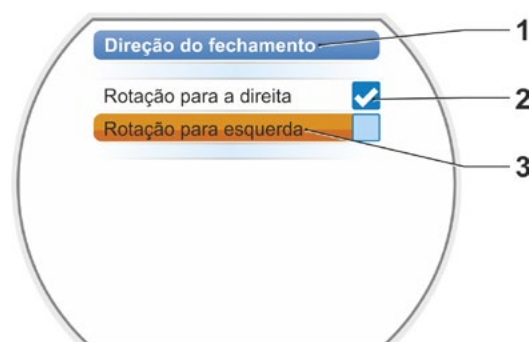 Direção do fechamento
1
Rotação para a direita
2
Rotação para esquerda
3